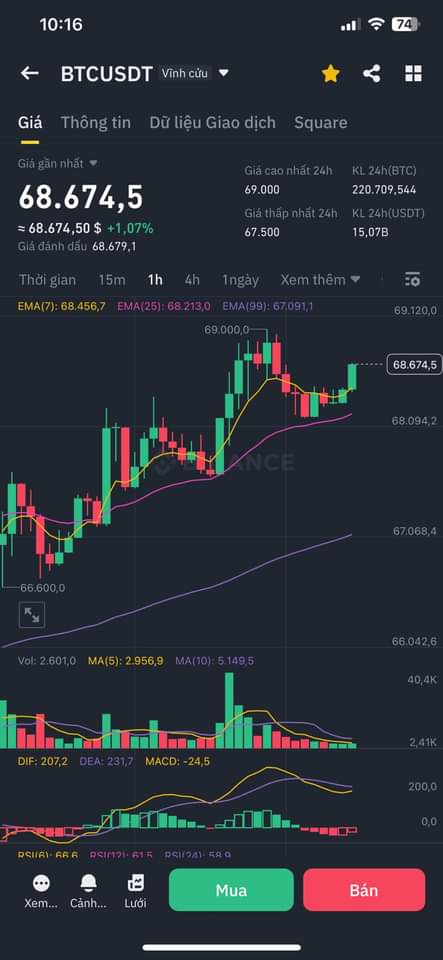 10:16
74
BTCUSDT Vĩnh cửu
Giá Thông tin Dữ liệu Giao dịch Square
Giá gần nhất
68.674,5
≈ 68.674,50 $ +1,07%
Giá đánh dấu 68.679,1
Giá cao nhất 24h KL 24h(BTC)
69.000 220.709,544
Giá thấp nhất 24h KL 24h(USDT)
67.500 15,07B
Thời gian 15m 1h 4h 1ngày Xem thêm
EMA(7): 68.456,7 EMA(25): 68.213,0 EMA(99): 67.091,1
69.120,0
69.000,0
68.674,5
68.094,2
BINANCE
67.068,4
66.600,0
66.042,6
Vol: 2.601,0 MA(5): 2.956,9 MA(10): 5.149,5
40,4K
2,41K
DIF: 207,2 DEA: 231,7 MACD: -24,5
200,0
0,0
RSI(6): 66,6 RSI(12): 61,5 RSI(24): 58,9
Xem... Cảnh... Lưới Mua Bán